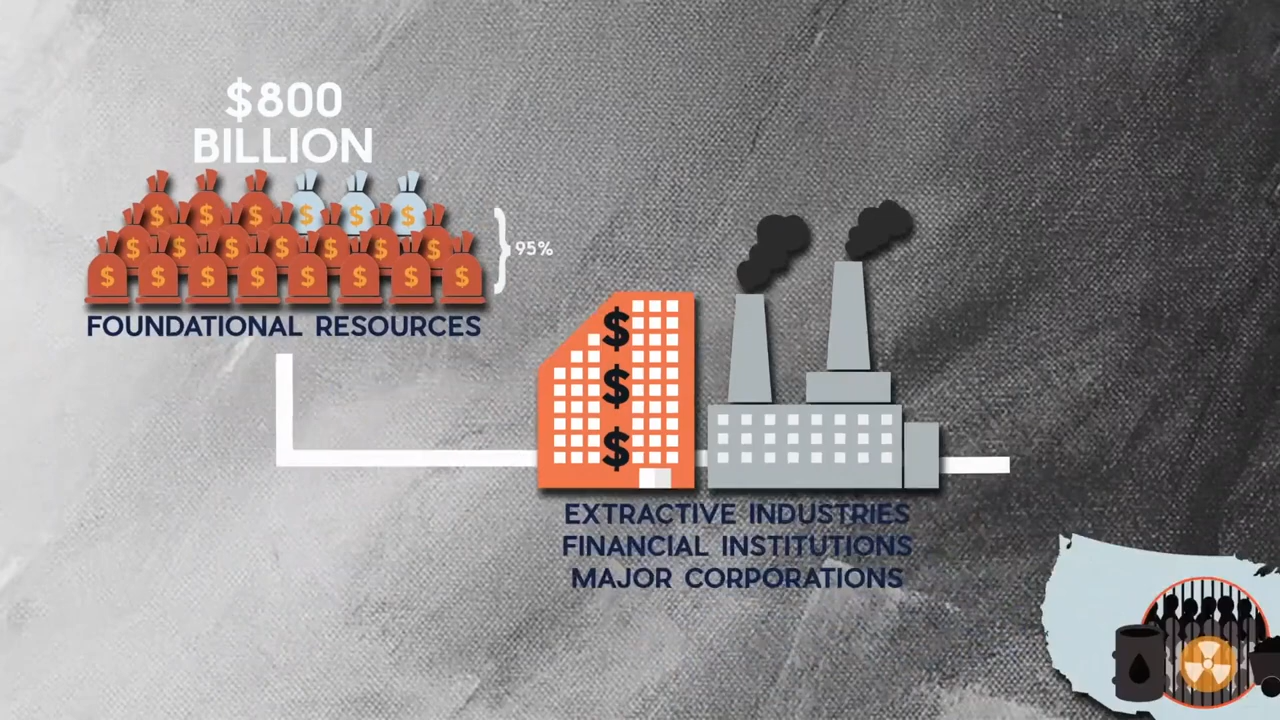 $800
BILLION
95%
FOUNDATIONAL RESOURCES
$
$
$
EXTRACTIVE INDUSTRIES
FINANCIAL INSTITUTIONS
MAJOR CORPORATIONS